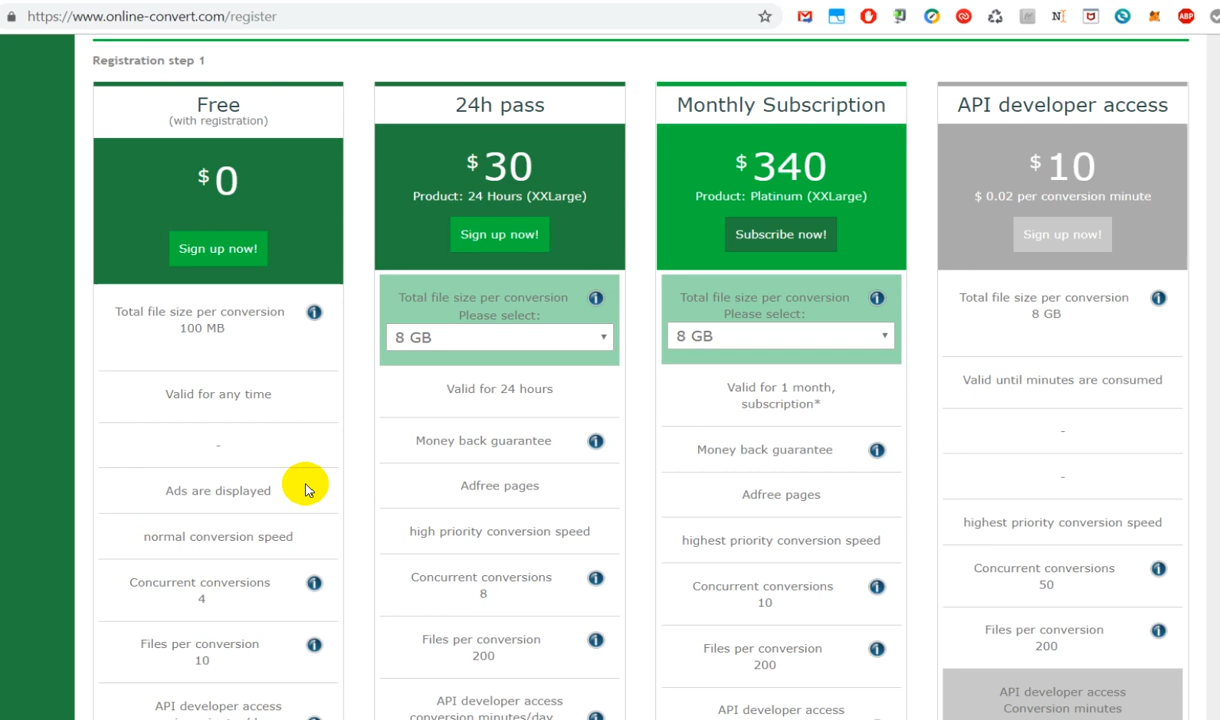 https://www.online-convert.com/register
Registration step 1
Free
(with registration)
$ 0
Sign up now!
Total file size per conversion
100 MB
Valid for any time
-
Ads are displayed
normal conversion speed
Concurrent conversions
4
Files per conversion
10
API developer access
24h pass
$ 30
Product: 24 Hours (XXLarge)
Sign up now!
Total file size per conversion
Please select:
8 GB
Valid for 24 hours
Money back guarantee
Adfree pages
high priority conversion speed
Concurrent conversions
8
Files per conversion
200
API developer access
conversion minutes/day
Monthly Subscription
$ 340
Product: Platinum (XXLarge)
Subscribe now!
Total file size per conversion
Please select:
8 GB
Valid for 1 month,
subscription*
Money back guarantee
Adfree pages
highest priority conversion speed
Concurrent conversions
10
Files per conversion
200
API developer access
API developer access
$ 10
$ 0.02 per conversion minute
Sign up now!
Total file size per conversion
8 GB
Valid until minutes are consumed
-
-
highest priority conversion speed
Concurrent conversions
50
Files per conversion
200
API developer access
Conversion minutes